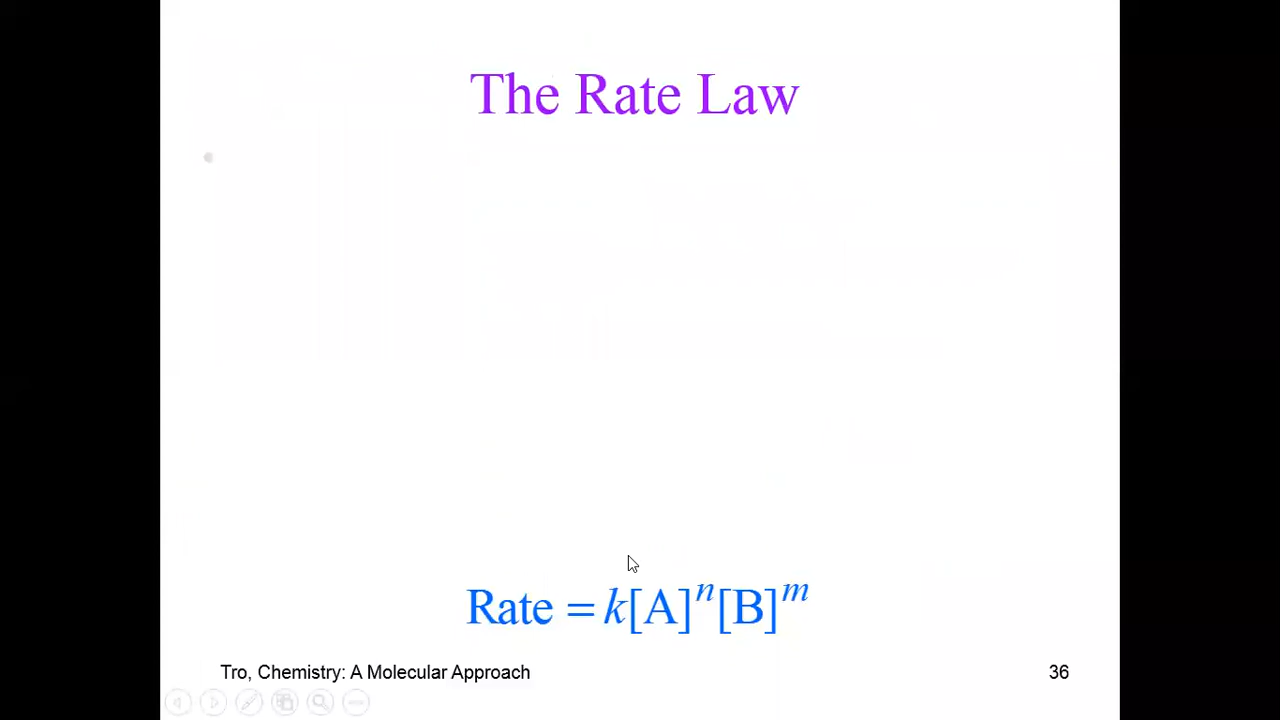 The Rate Law
Rate = k[A]ⁿ[B]ᵐ
Tro, Chemistry: A Molecular Approach
36